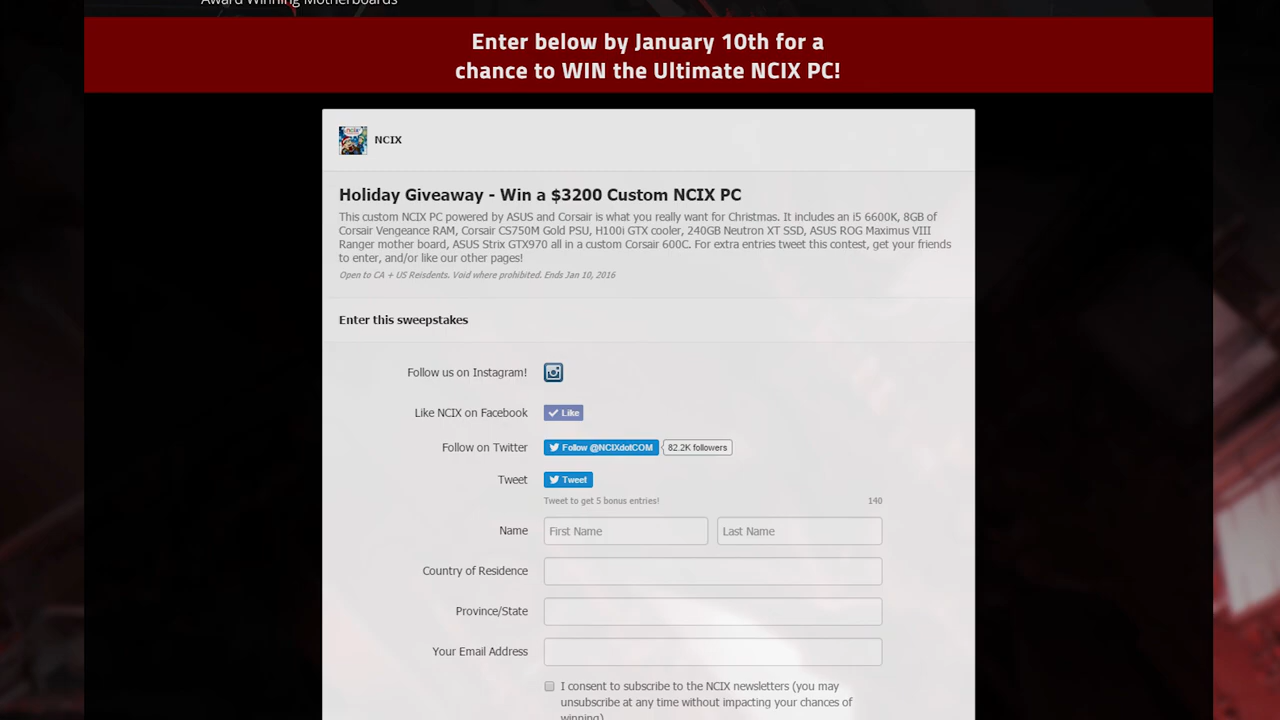 Award Winning Motherboards
Enter below by January 10th for a
chance to WIN the Ultimate NCIX PC!
NCIX
Holiday Giveaway - Win a $3200 Custom NCIX PC
This custom NCIX PC powered by ASUS and Corsair is what you really want for Christmas. It includes an i5 6600K, 8GB of
Corsair Vengeance RAM, Corsair CS750M Gold PSU, H100i GTX cooler, 240GB Neutron XT SSD, ASUS ROG Maximus VIII
Ranger mother board, ASUS Strix GTX970 all in a custom Corsair 600C. For extra entries tweet this contest, get your friends
to enter, and/or like our other pages!
Open to CA + US Reisdents. Void where prohibited. Ends Jan 10, 2016
Enter this sweepstakes
Follow us on Instagram!
Like NCIX on Facebook Like
Follow on Twitter Follow @NCIXdotCOM 82.2K followers
Tweet Tweet
Tweet to get 5 bonus entries! 140
Name First Name Last Name
Country of Residence
Province/State
Your Email Address
I consent to subscribe to the NCIX newsletters (you may
unsubscribe at any time without impacting your chances of
winning)